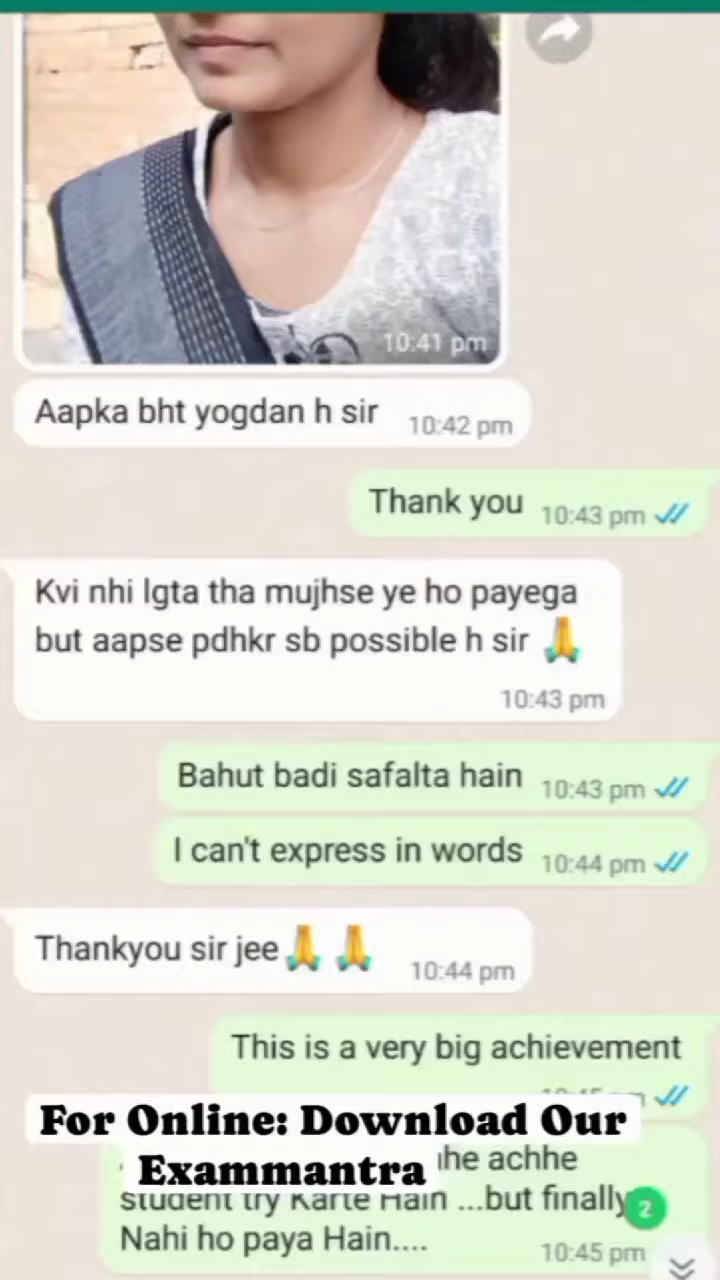 10:41 pm
Aapka bht yogdan h sir 10:42 pm
Thank you 10:43 pm
Kvi nhi lgta tha mujhse ye ho payega
but aapse pdhkr sb possible h sir 🙏
10:43 pm
Bahut badi safalta hain 10:43 pm
I can't express in words 10:44 pm
Thankyou sir jee🙏 🙏 10:44 pm
This is a very big achievement
For Online: Download Our
Exammantra
achhe
student try Karte Hain ...but finally
2
Nahi ho paya Hain....
10:45 pm